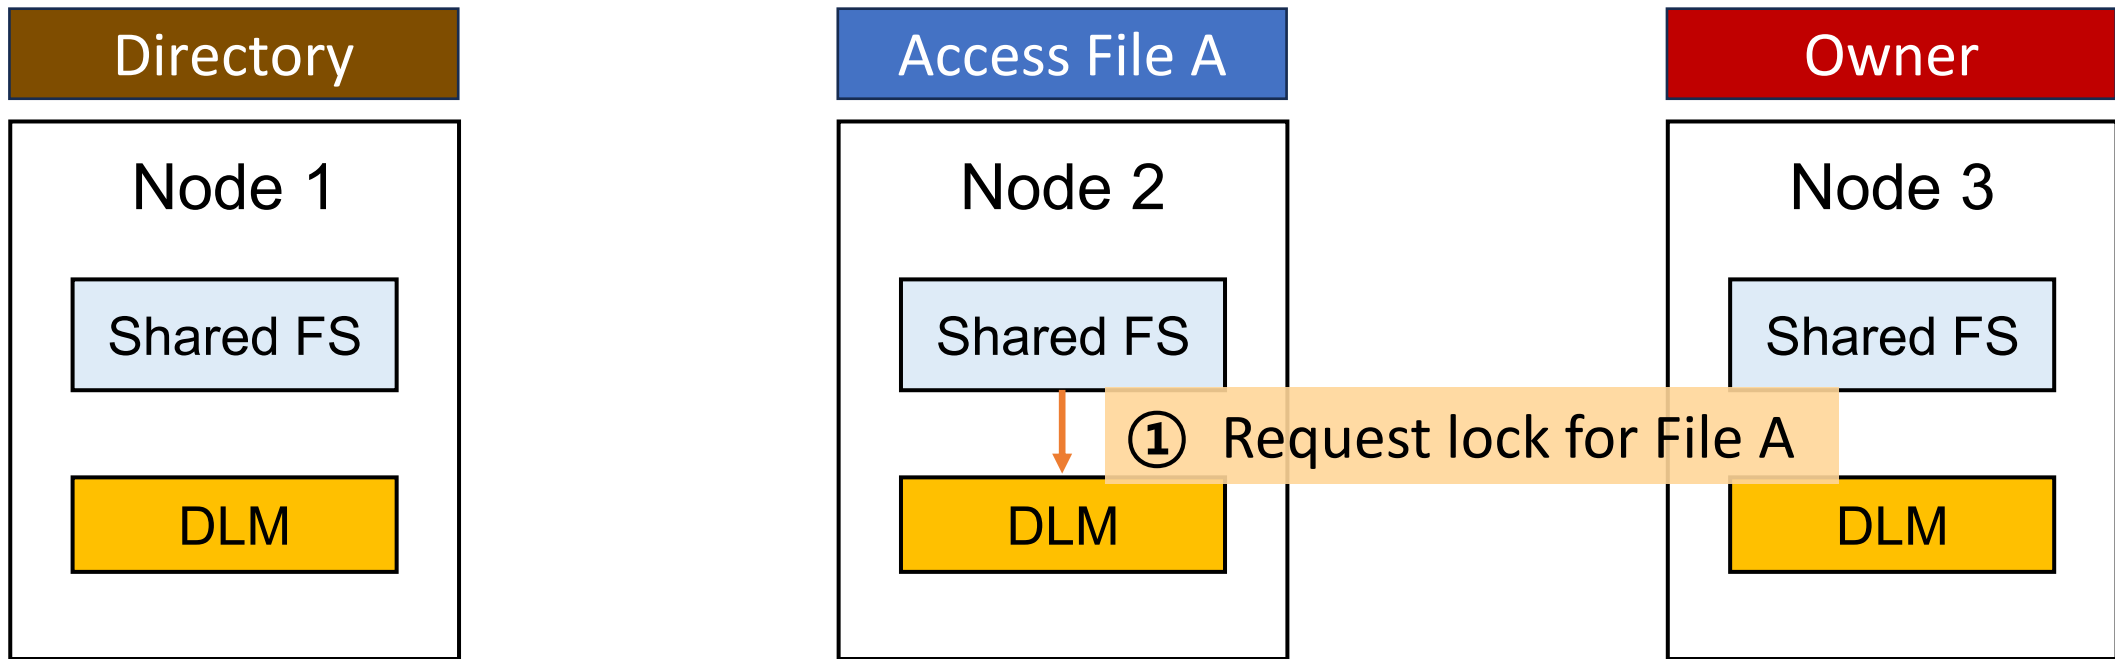 Directory
Access File A
Owner
Node 1
Node 2
Node 3
Shared FS
Shared FS
Shared FS
① Request lock for File A
DLM
DLM
DLM